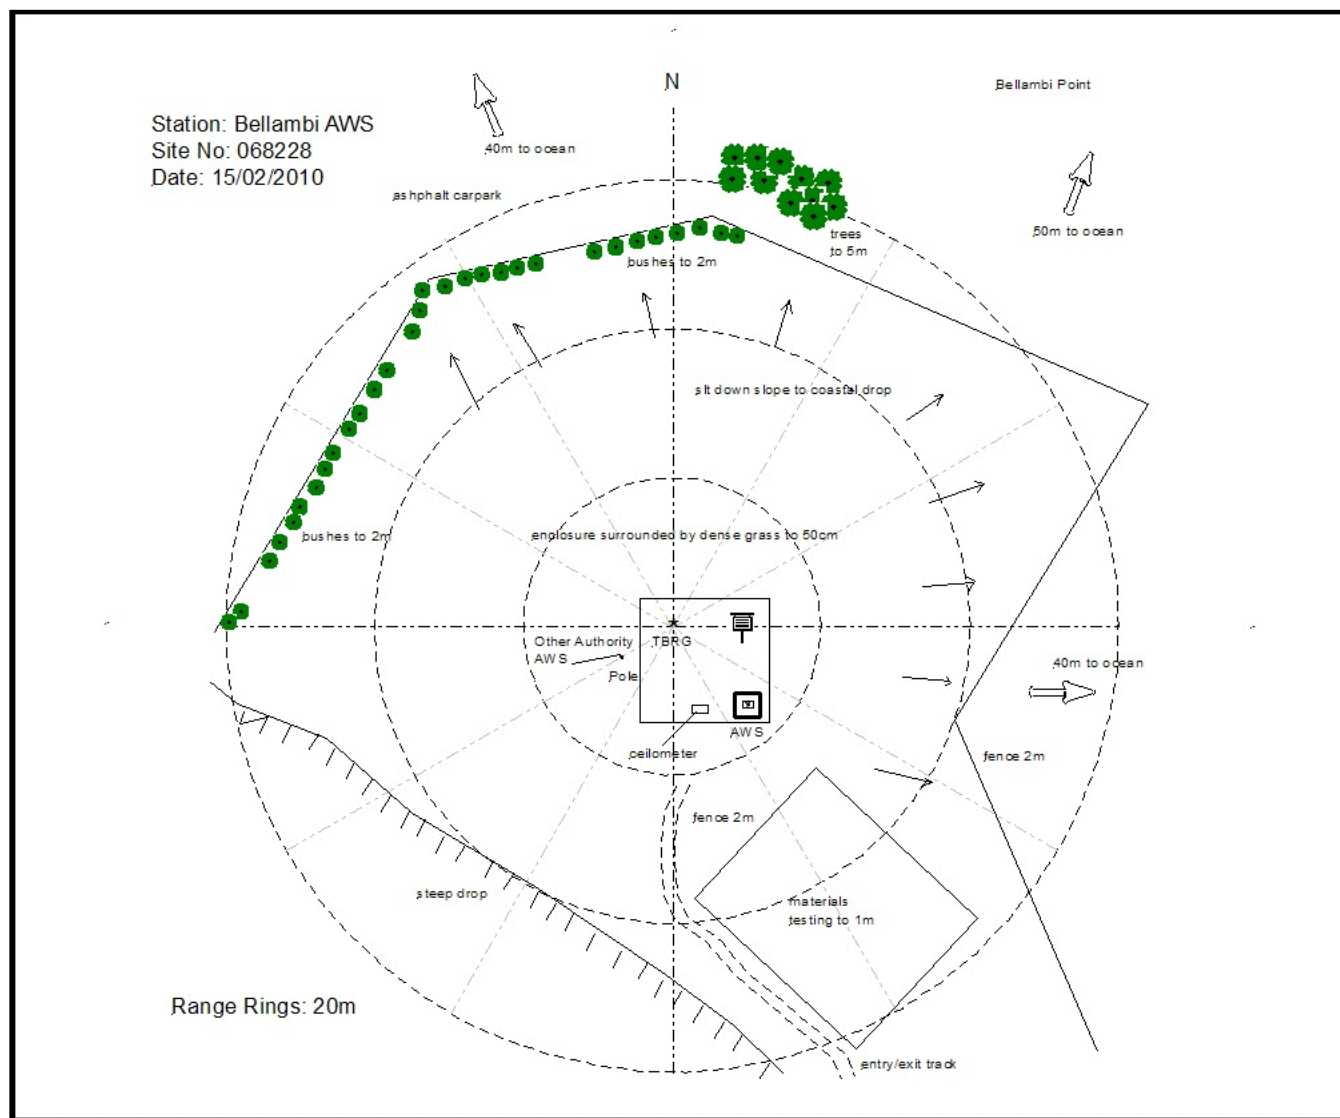 N
Bellambi Point
Station: Bellambi AWS
Site No: 068228
Date: 15/02/2010
40m to ocean
ashphalt carpark
50m to ocean
trees
to 5m
bushes to 2m
slt down slope to coastal drop
bushes to 2m
enclosure surrounded by dense grass to 50cm
Other Authority
AWS
TBRG
Pole
40m to ocean
AWS
ceilometer
fence 2m
fence 2m
steep drop
materials
testing to 1m
Range Rings: 20m
entry/exit track